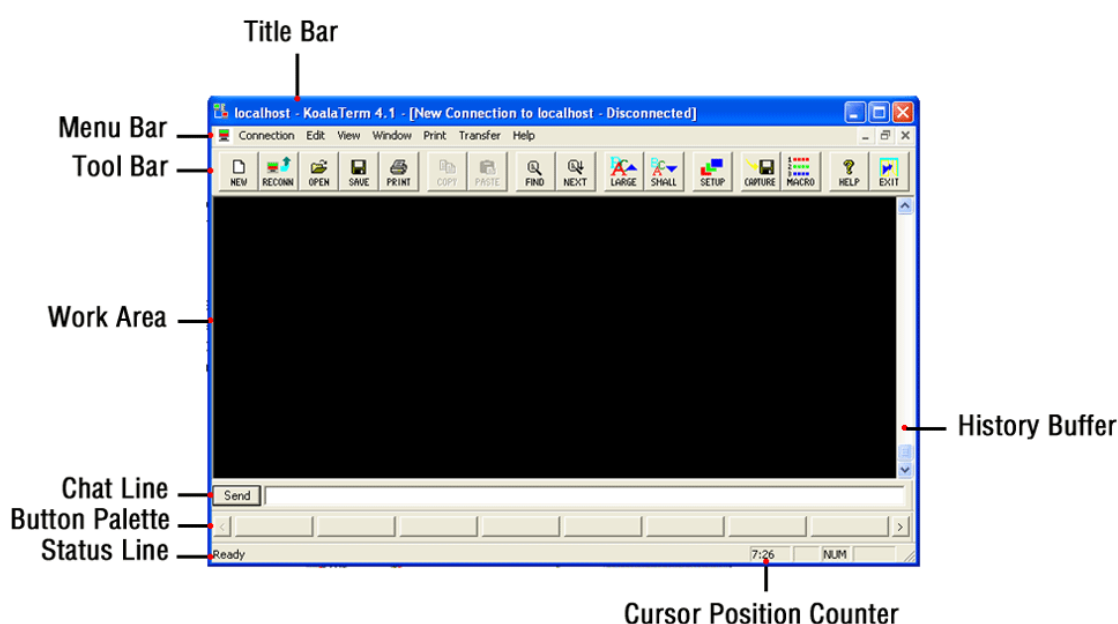 Title Bar
localhost - KoalaTerm 4.1 - [New Connection to localhost - Disconnected]
Menu Bar
Connection Edit View Window Print Transfer Help
Tool Bar
NEW RECONN OPEN SAVE PRINT COPY PASTE FIND NEXT LARGE SMALL SETUP CAPTURE MACRO HELP EXIT
Work Area
History Buffer
Chat Line
Send
Button Palette
Status Line
Ready 7:26 NUM
Cursor Position Counter